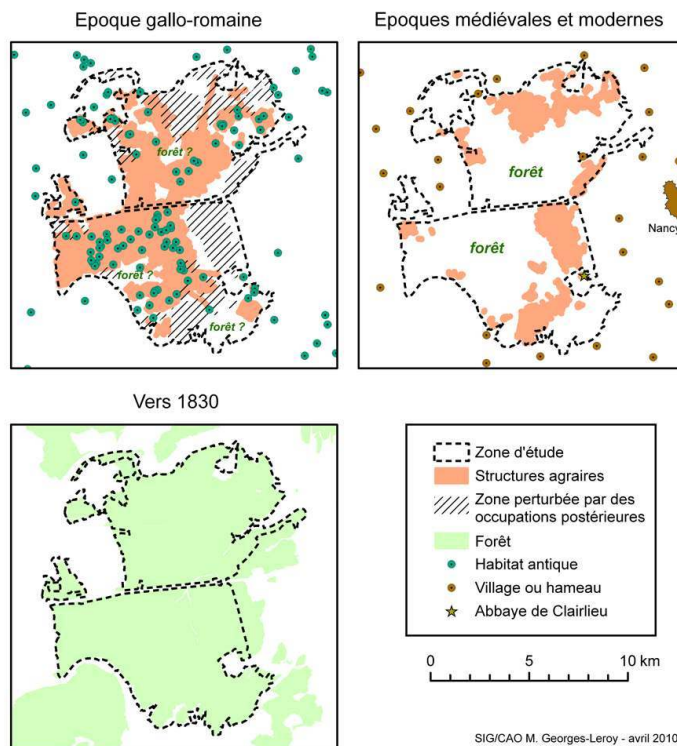 Epoque gallo-romaine
Epoques médiévales et modernes
forêt ?
forêt ?
forêt ?
forêt
forêt
Nancy
Vers 1830
Zone d'étude
Structures agraires
Zone perturbée par des
occupations postérieures
Forêt
Habitat antique
Village ou hameau
Abbaye de Clairlieu
0 5 10 km
SIG/CAO M. Georges-Leroy - avril 2010